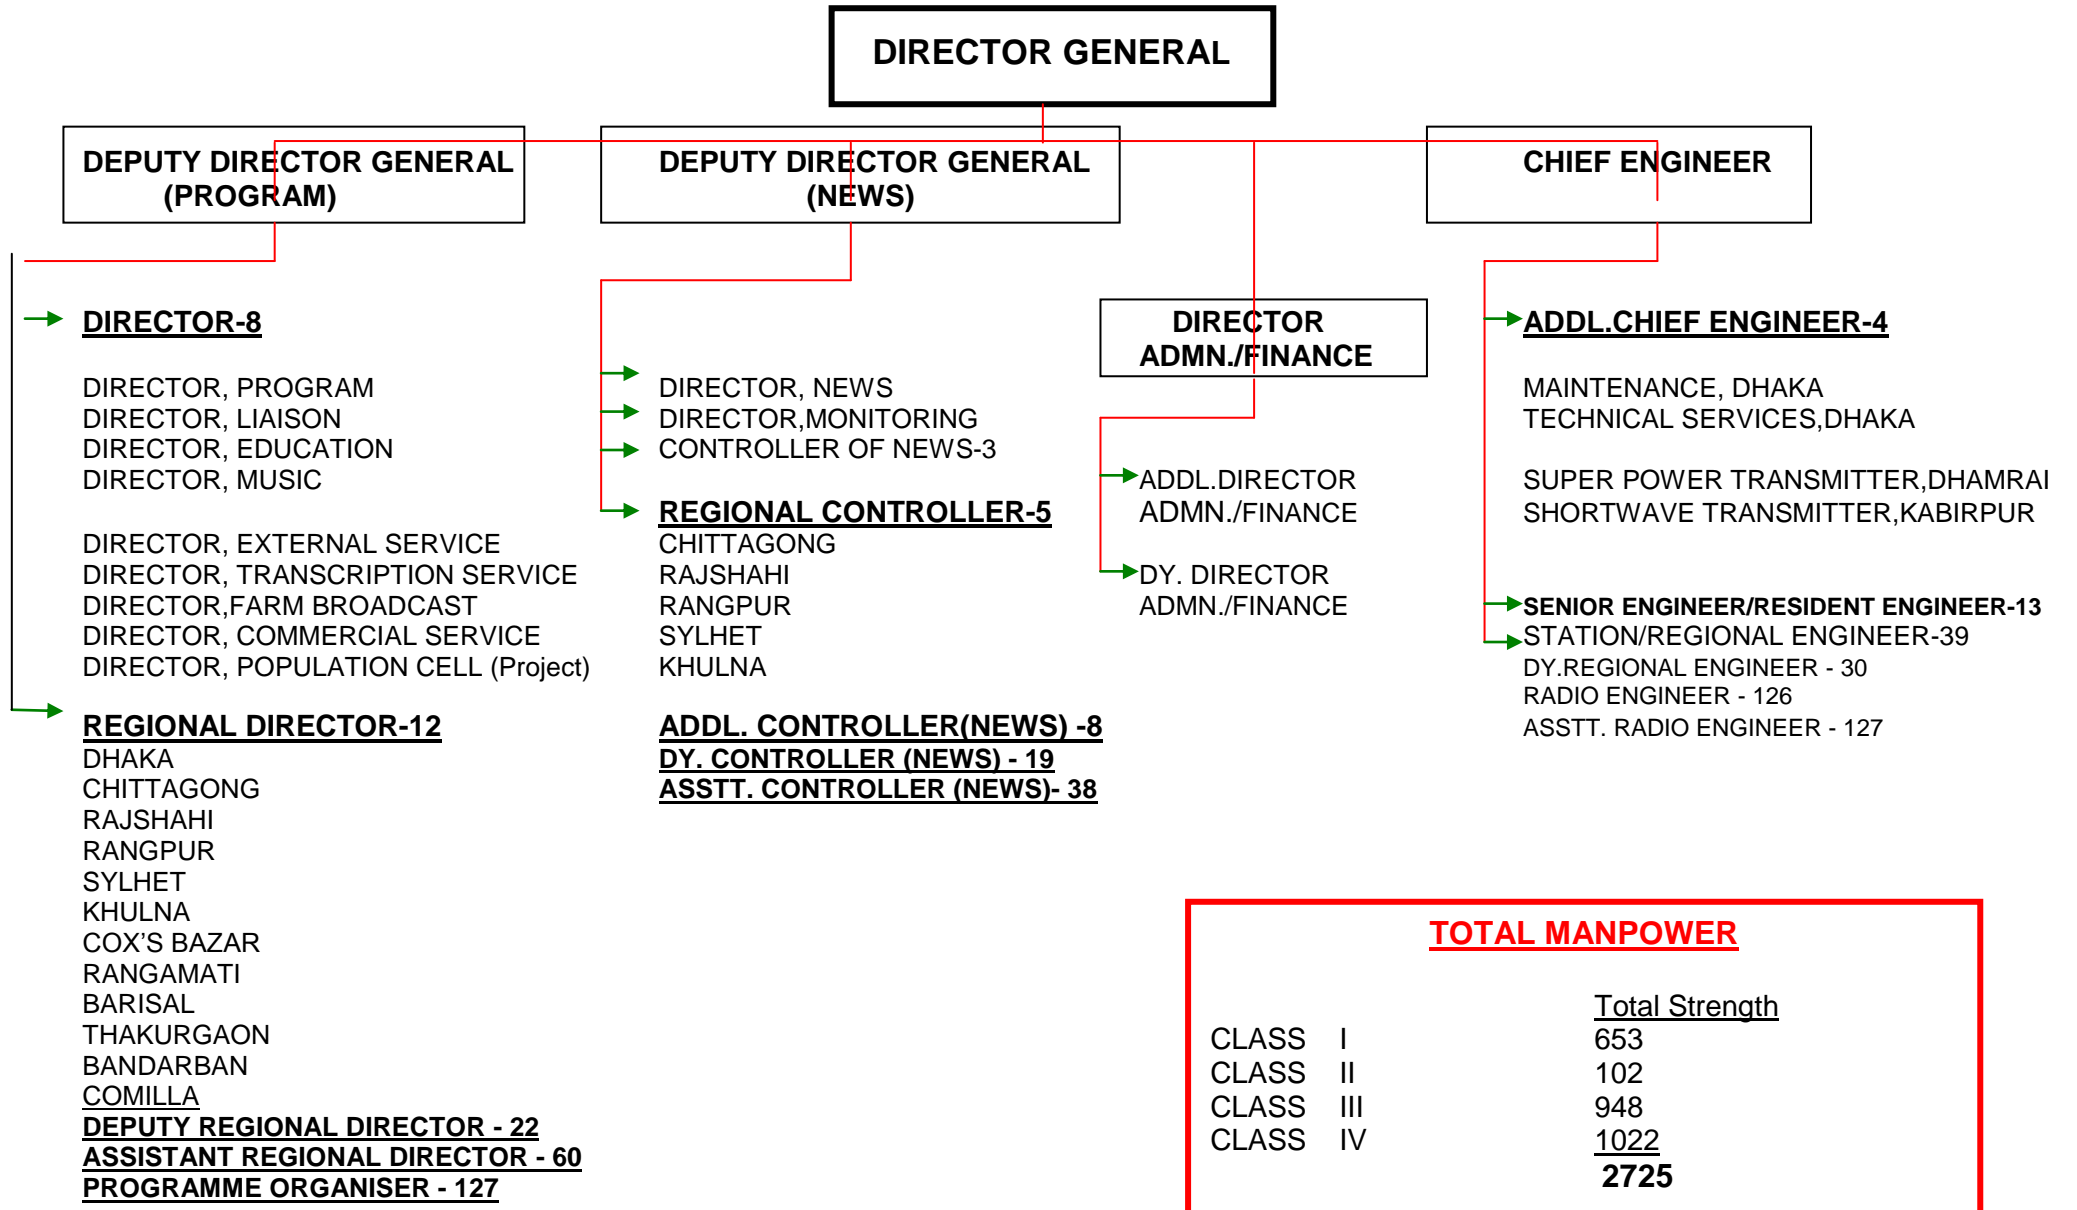 DIRECTOR GENERAL
DEPUTY DIRECTOR GENERAL
(PROGRAM)
DEPUTY DIRECTOR GENERAL
(NEWS)
CHIEF ENGINEER
DIRECTOR-8
DIRECTOR, PROGRAM
DIRECTOR, LIAISON
DIRECTOR, EDUCATION
DIRECTOR, MUSIC
DIRECTOR, EXTERNAL SERVICE
DIRECTOR, TRANSCRIPTION SERVICE
DIRECTOR,FARM BROADCAST
DIRECTOR, COMMERCIAL SERVICE
DIRECTOR, POPULATION CELL (Project)
REGIONAL DIRECTOR-12
DHAKA
CHITTAGONG
RAJSHAHI
RANGPUR
SYLHET
KHULNA
COX'S BAZAR
RANGAMATI
BARISAL
THAKURGAON
BANDARBAN
COMILLA
DEPUTY REGIONAL DIRECTOR - 22
ASSISTANT REGIONAL DIRECTOR - 60
PROGRAMME ORGANISER - 127
DIRECTOR, NEWS
DIRECTOR,MONITORING
CONTROLLER OF NEWS-3
REGIONAL CONTROLLER-5
CHITTAGONG
RAJSHAHI
RANGPUR
SYLHET
KHULNA
ADDL. CONTROLLER(NEWS) -8
DY. CONTROLLER (NEWS) - 19
ASSTT. CONTROLLER (NEWS)- 38
DIRECTOR
ADMN./FINANCE
ADDL.DIRECTOR
ADMN./FINANCE
DY. DIRECTOR
ADMN./FINANCE
ADDL.CHIEF ENGINEER-4
MAINTENANCE, DHAKA
TECHNICAL SERVICES,DHAKA
SUPER POWER TRANSMITTER,DHAMRAI
SHORTWAVE TRANSMITTER,KABIRPUR
SENIOR ENGINEER/RESIDENT ENGINEER-13
STATION/REGIONAL ENGINEER-39
DY.REGIONAL ENGINEER - 30
RADIO ENGINEER - 126
ASSTT. RADIO ENGINEER - 127
TOTAL MANPOWER
Total Strength
CLASS I 653
CLASS II 102
CLASS III 948
CLASS IV 1022
2725